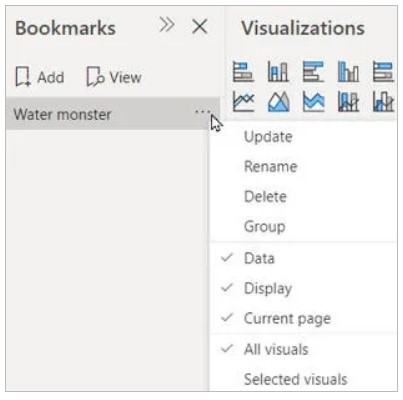 Bookmarks
Visualizations
Add View
Water monster ...
Update
Rename
Delete
Group
Data
Display
Current page
All visuals
Selected visuals